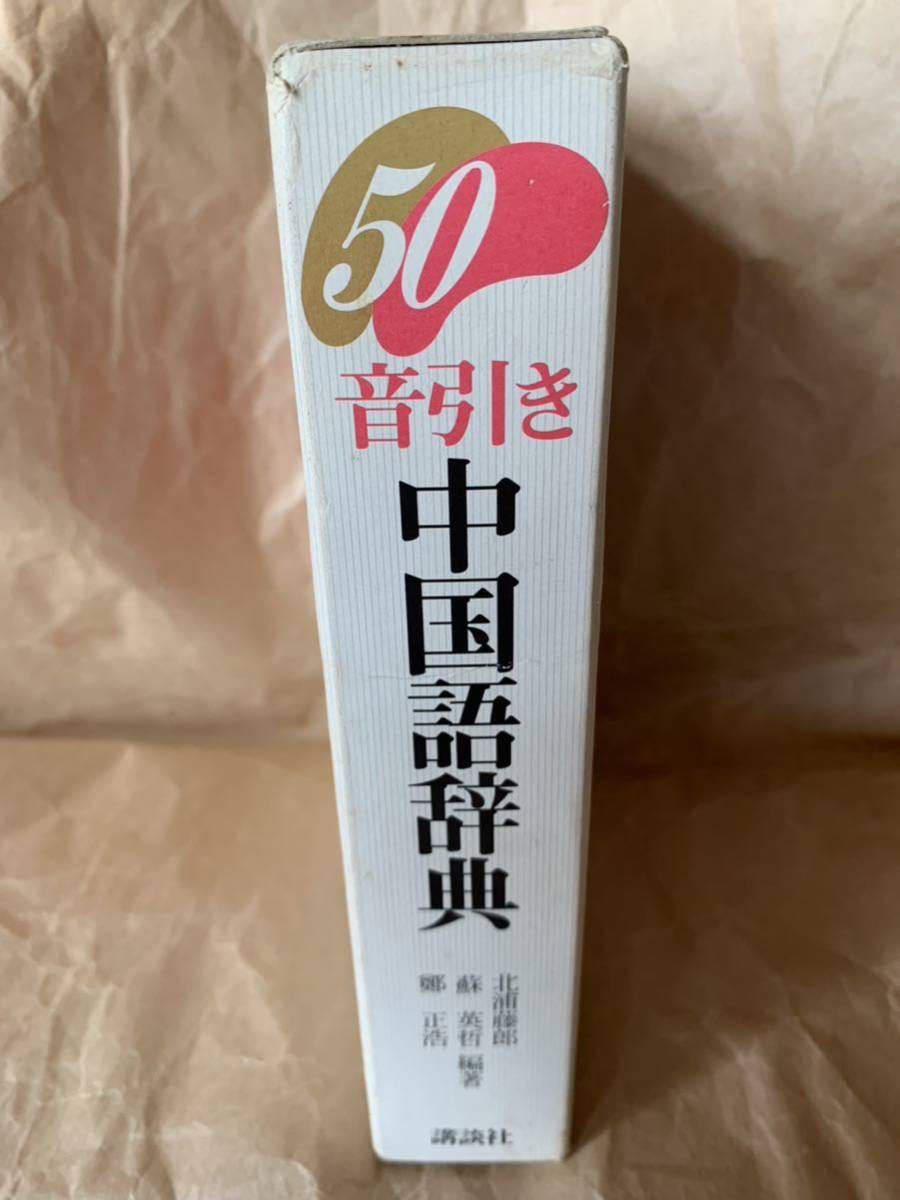 50
音引き
中国語辞典
北浦藤郎
蘇 英哲 編著
鄭 正浩
講談社